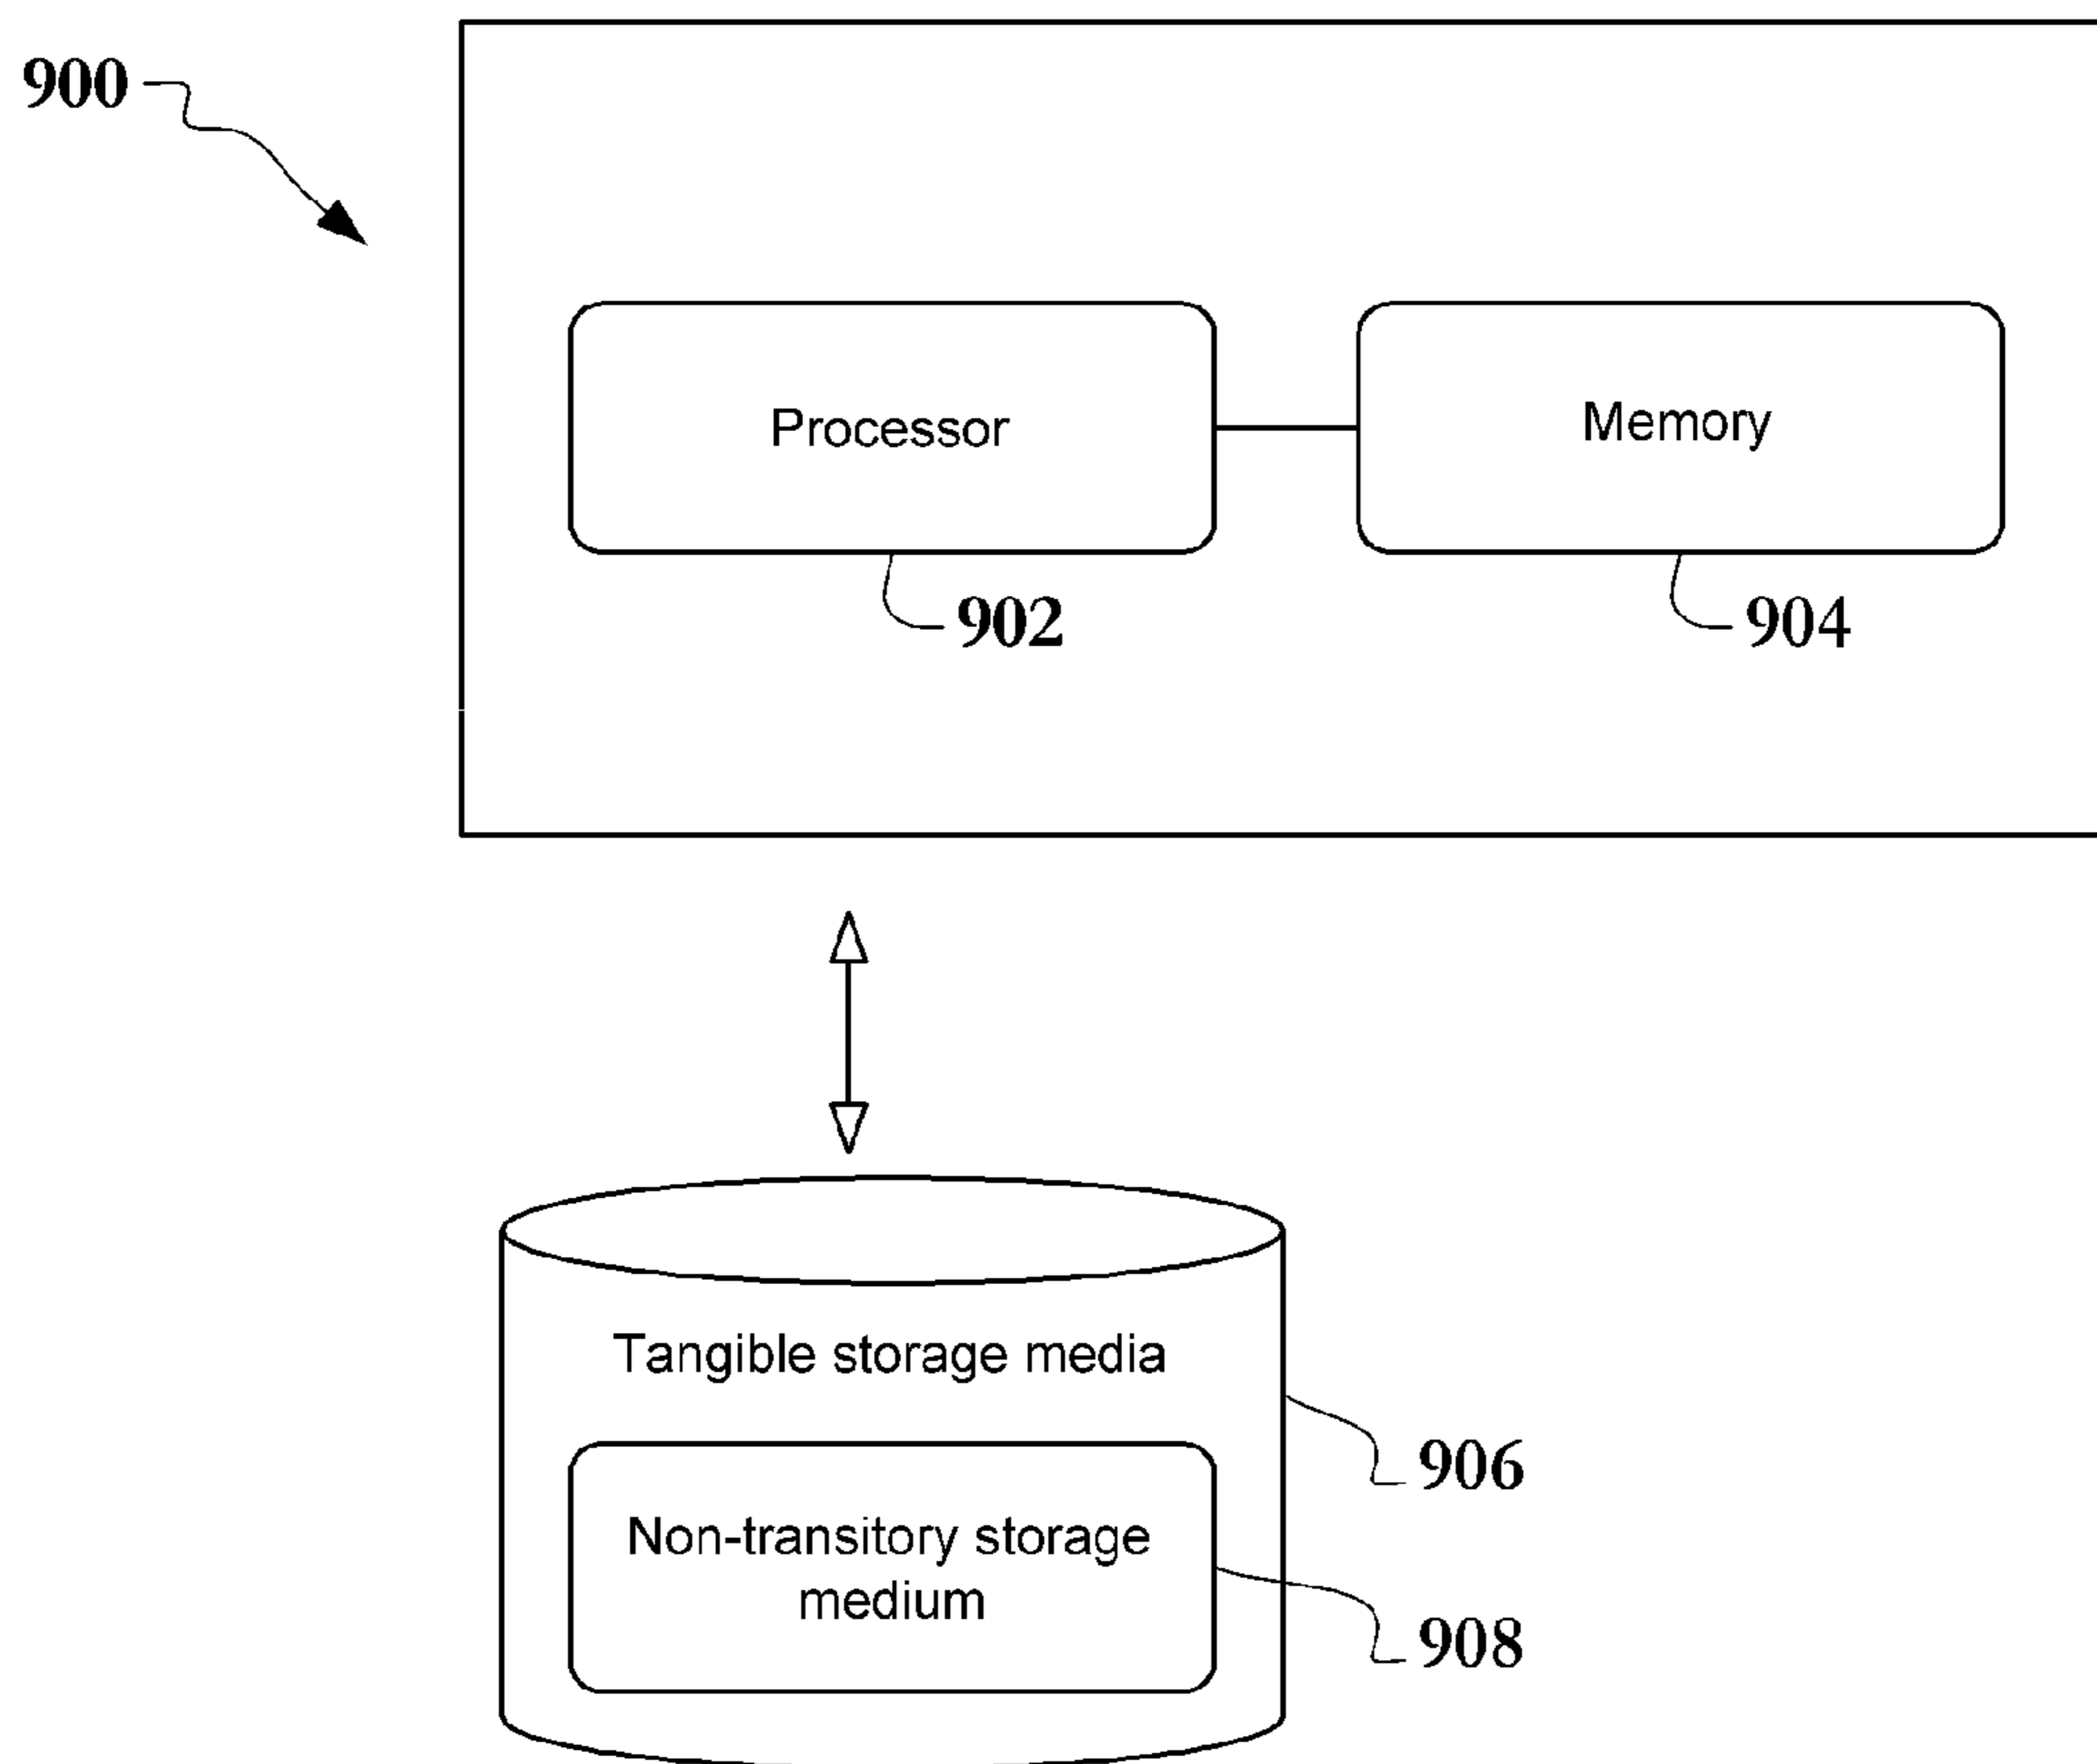 900
Processor
Memory
902
904
Tangible storage media
906
Non-transitory storage
medium
908